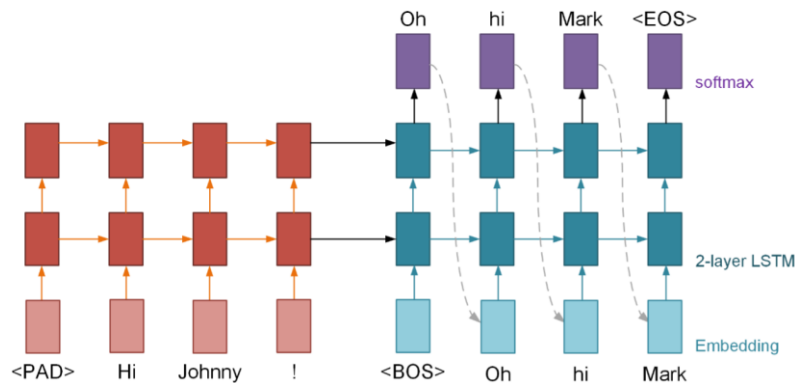 Oh hi Mark <EOS>
softmax
2-layer LSTM
Embedding
<PAD> Hi Johnny ! <BOS> Oh hi Mark